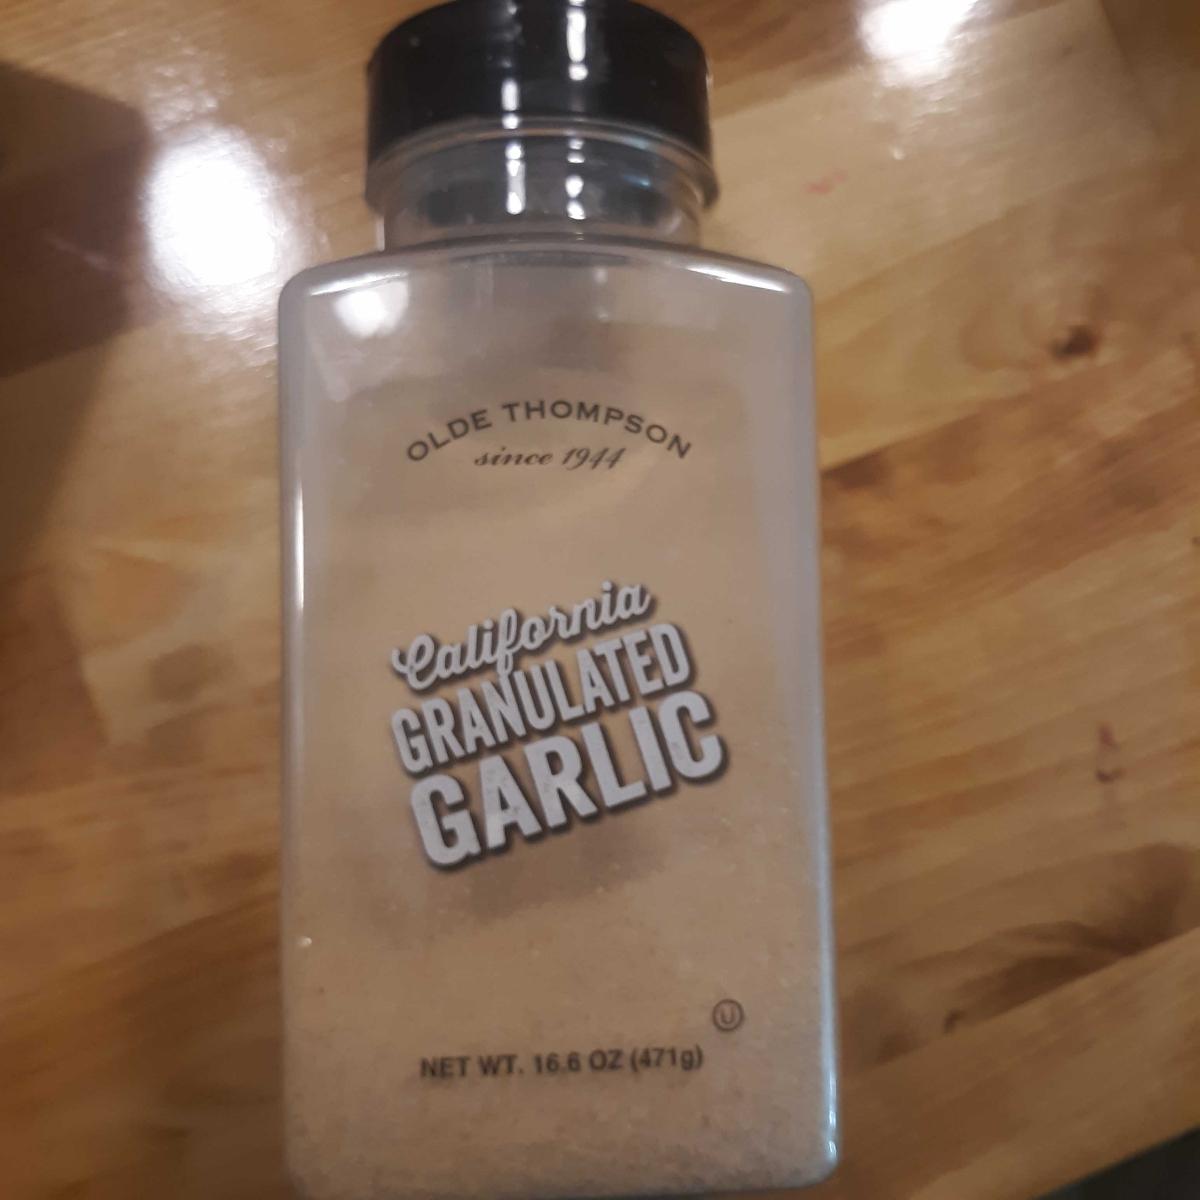 OLDE THOMPSON
since 1944
California
GRANULATED
GARLIC
U
NET WT. 16.6 OZ (471g)